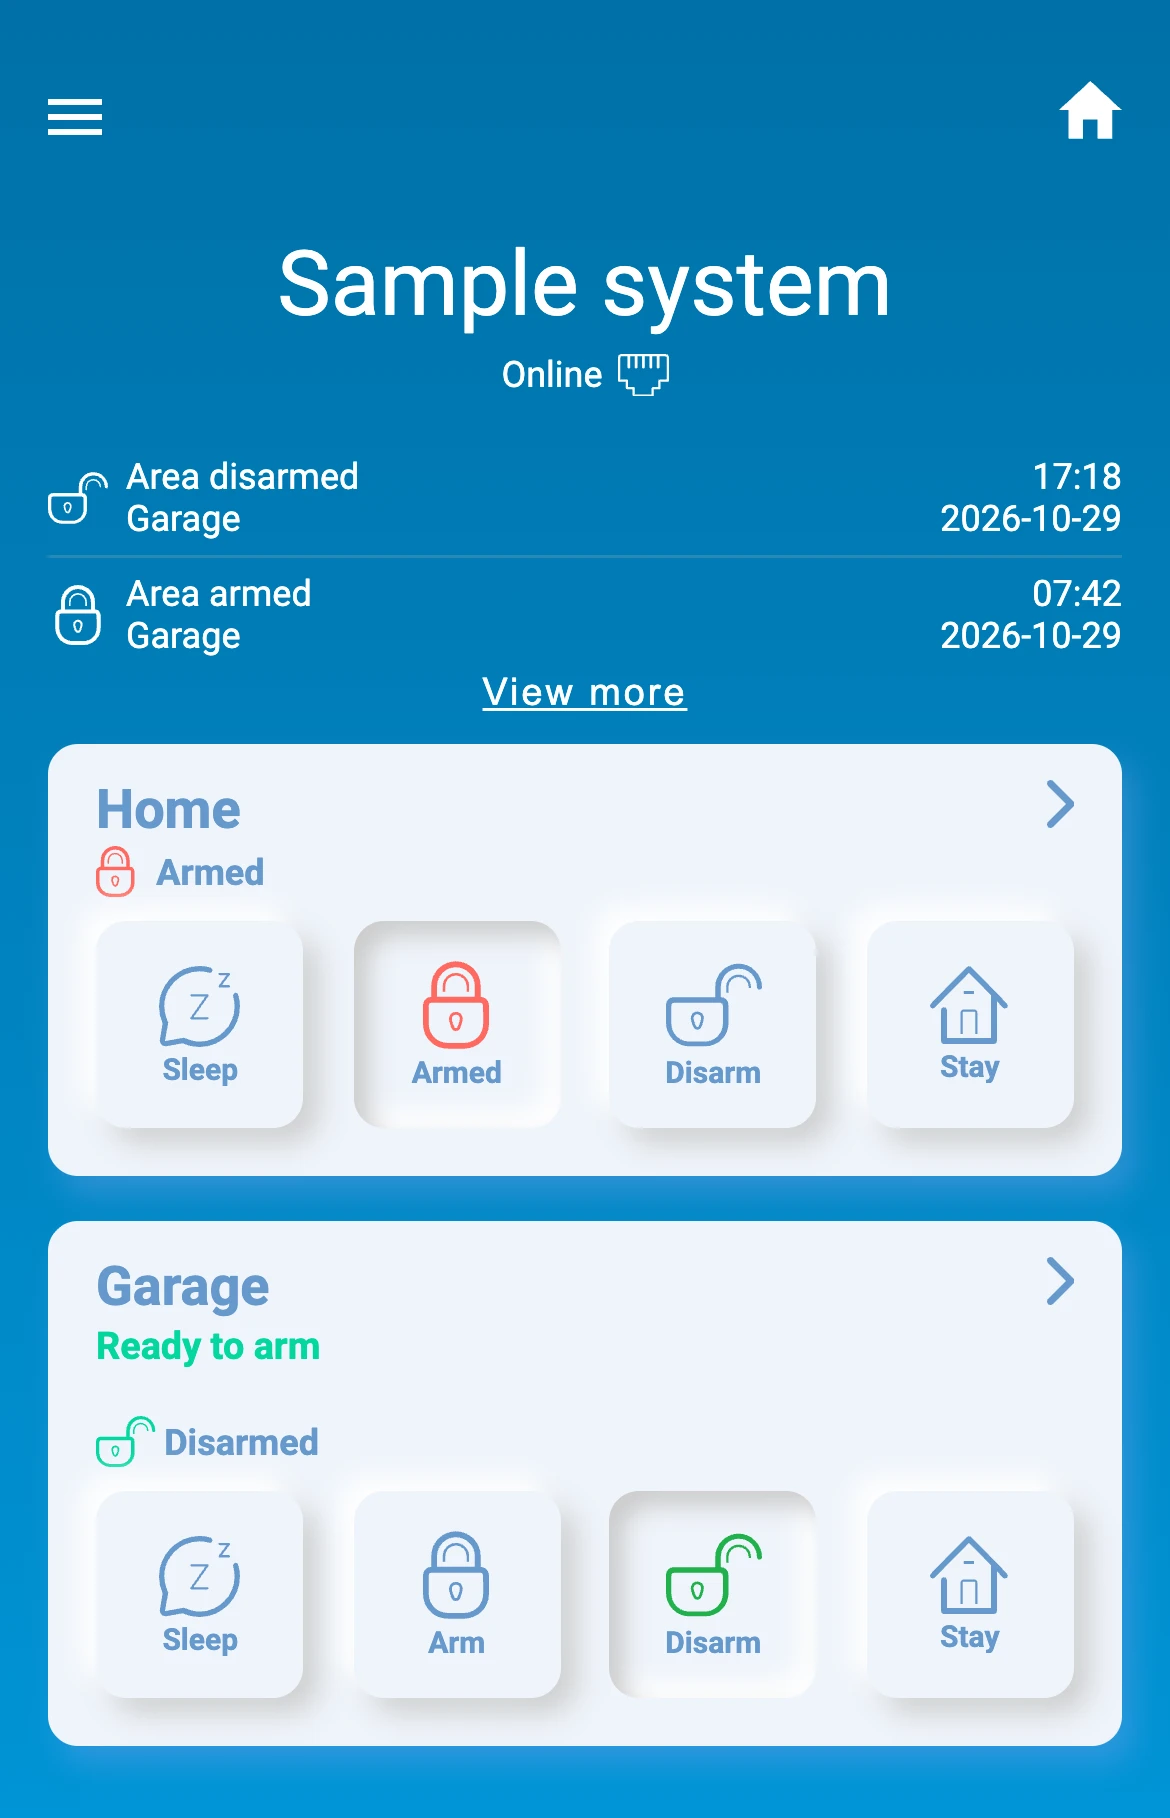 Sample system
Online
Area disarmed 17:18
Garage 2026-10-29
Area armed 07:42
Garage 2026-10-29
View more
Home
Armed
Z z
Sleep Armed Disarm Stay
Garage
Ready to arm
Disarmed
Z z
Sleep Arm Disarm Stay